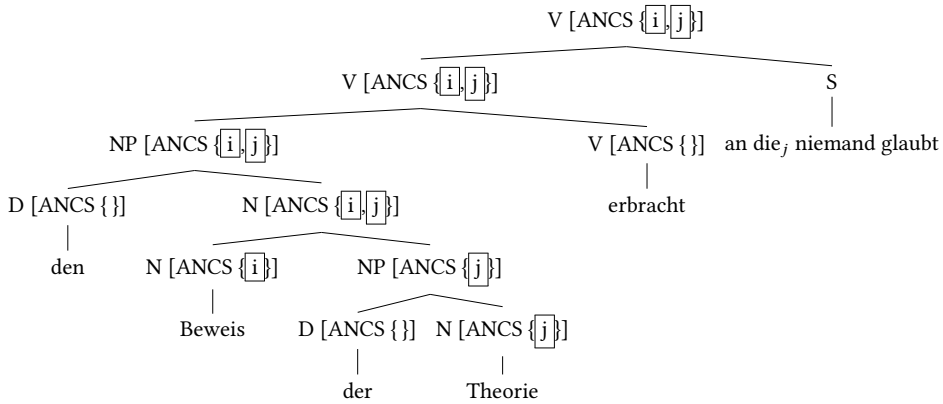 V [ANCS { i , j }]
V [ANCS { i , j }] S
NP [ANCS { i , j }] V [ANCS { }] an die_j niemand glaubt
D [ANCS { }] N [ANCS { i , j }] erbracht
den N [ANCS { i }] NP [ANCS { j }]
Beweis D [ANCS { }] N [ANCS { j }]
der Theorie